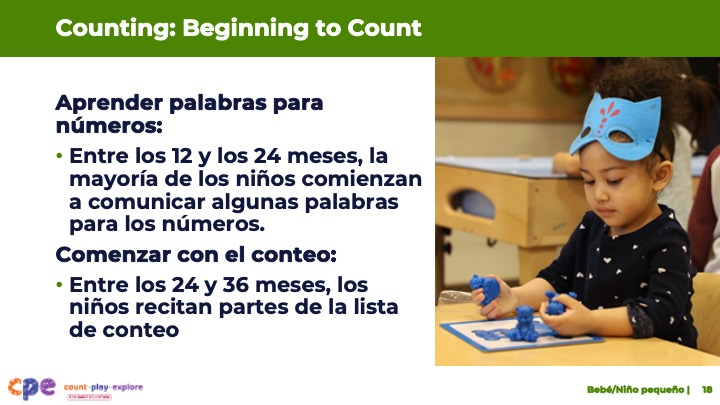 Counting: Beginning to Count
Aprender palabras para
números:
• Entre los 12 y los 24 meses, la
mayoría de los niños comienzan
a comunicar algunas palabras
para los números.
Comenzar con el conteo:
• Entre los 24 y 36 meses, los
niños recitan partes de la lista
de conteo
cpe count·play·explore
Bebé/Niño pequeño | 18